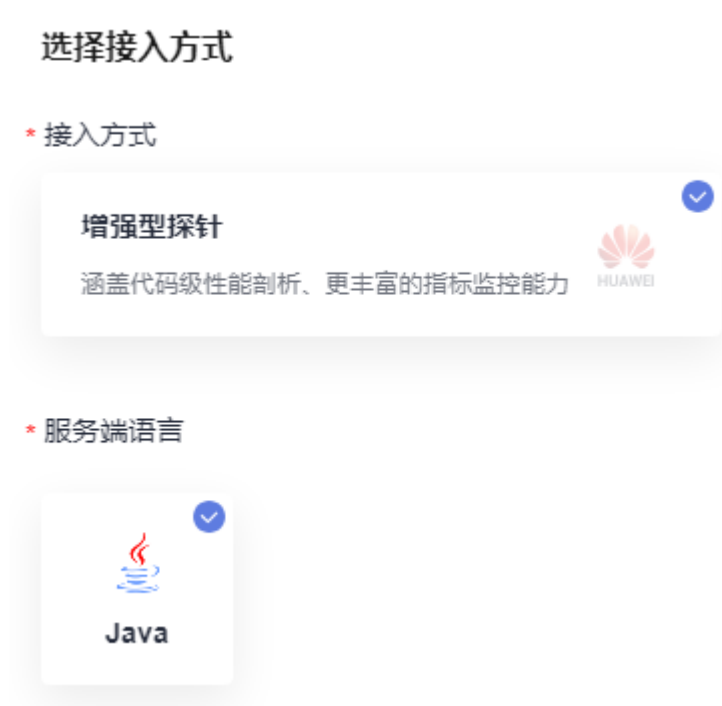 选择接入方式
* 接入方式
增强型探针
涵盖代码级性能剖析、更丰富的指标监控能力
HUAWEI
* 服务端语言
Java